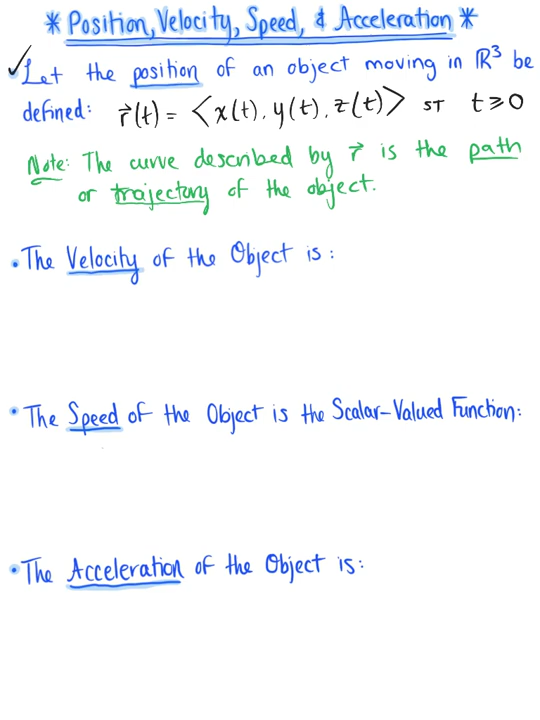 * Position, Velocity, Speed, & Acceleration *
✓Let the position of an object moving in ℝ³ be
defined: r⃗(t) = <x(t), y(t), z(t)> ST t≥0
Note: The curve described by r⃗ is the path
or trajectory of the object.
• The Velocity of the Object is:
• The Speed of the Object is the Scalar-Valued Function:
• The Acceleration of the Object is: